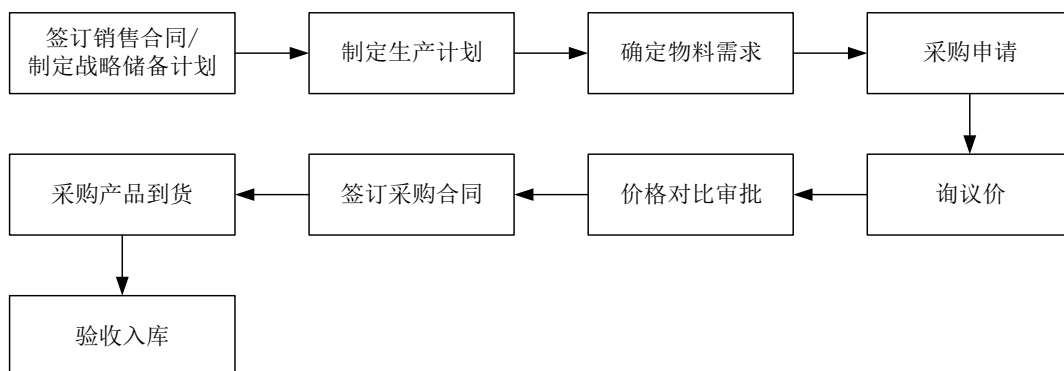 签订销售合同/
制定战略储备计划
制定生产计划
确定物料需求
采购申请
采购产品到货
签订采购合同
价格对比审批
询议价
验收入库